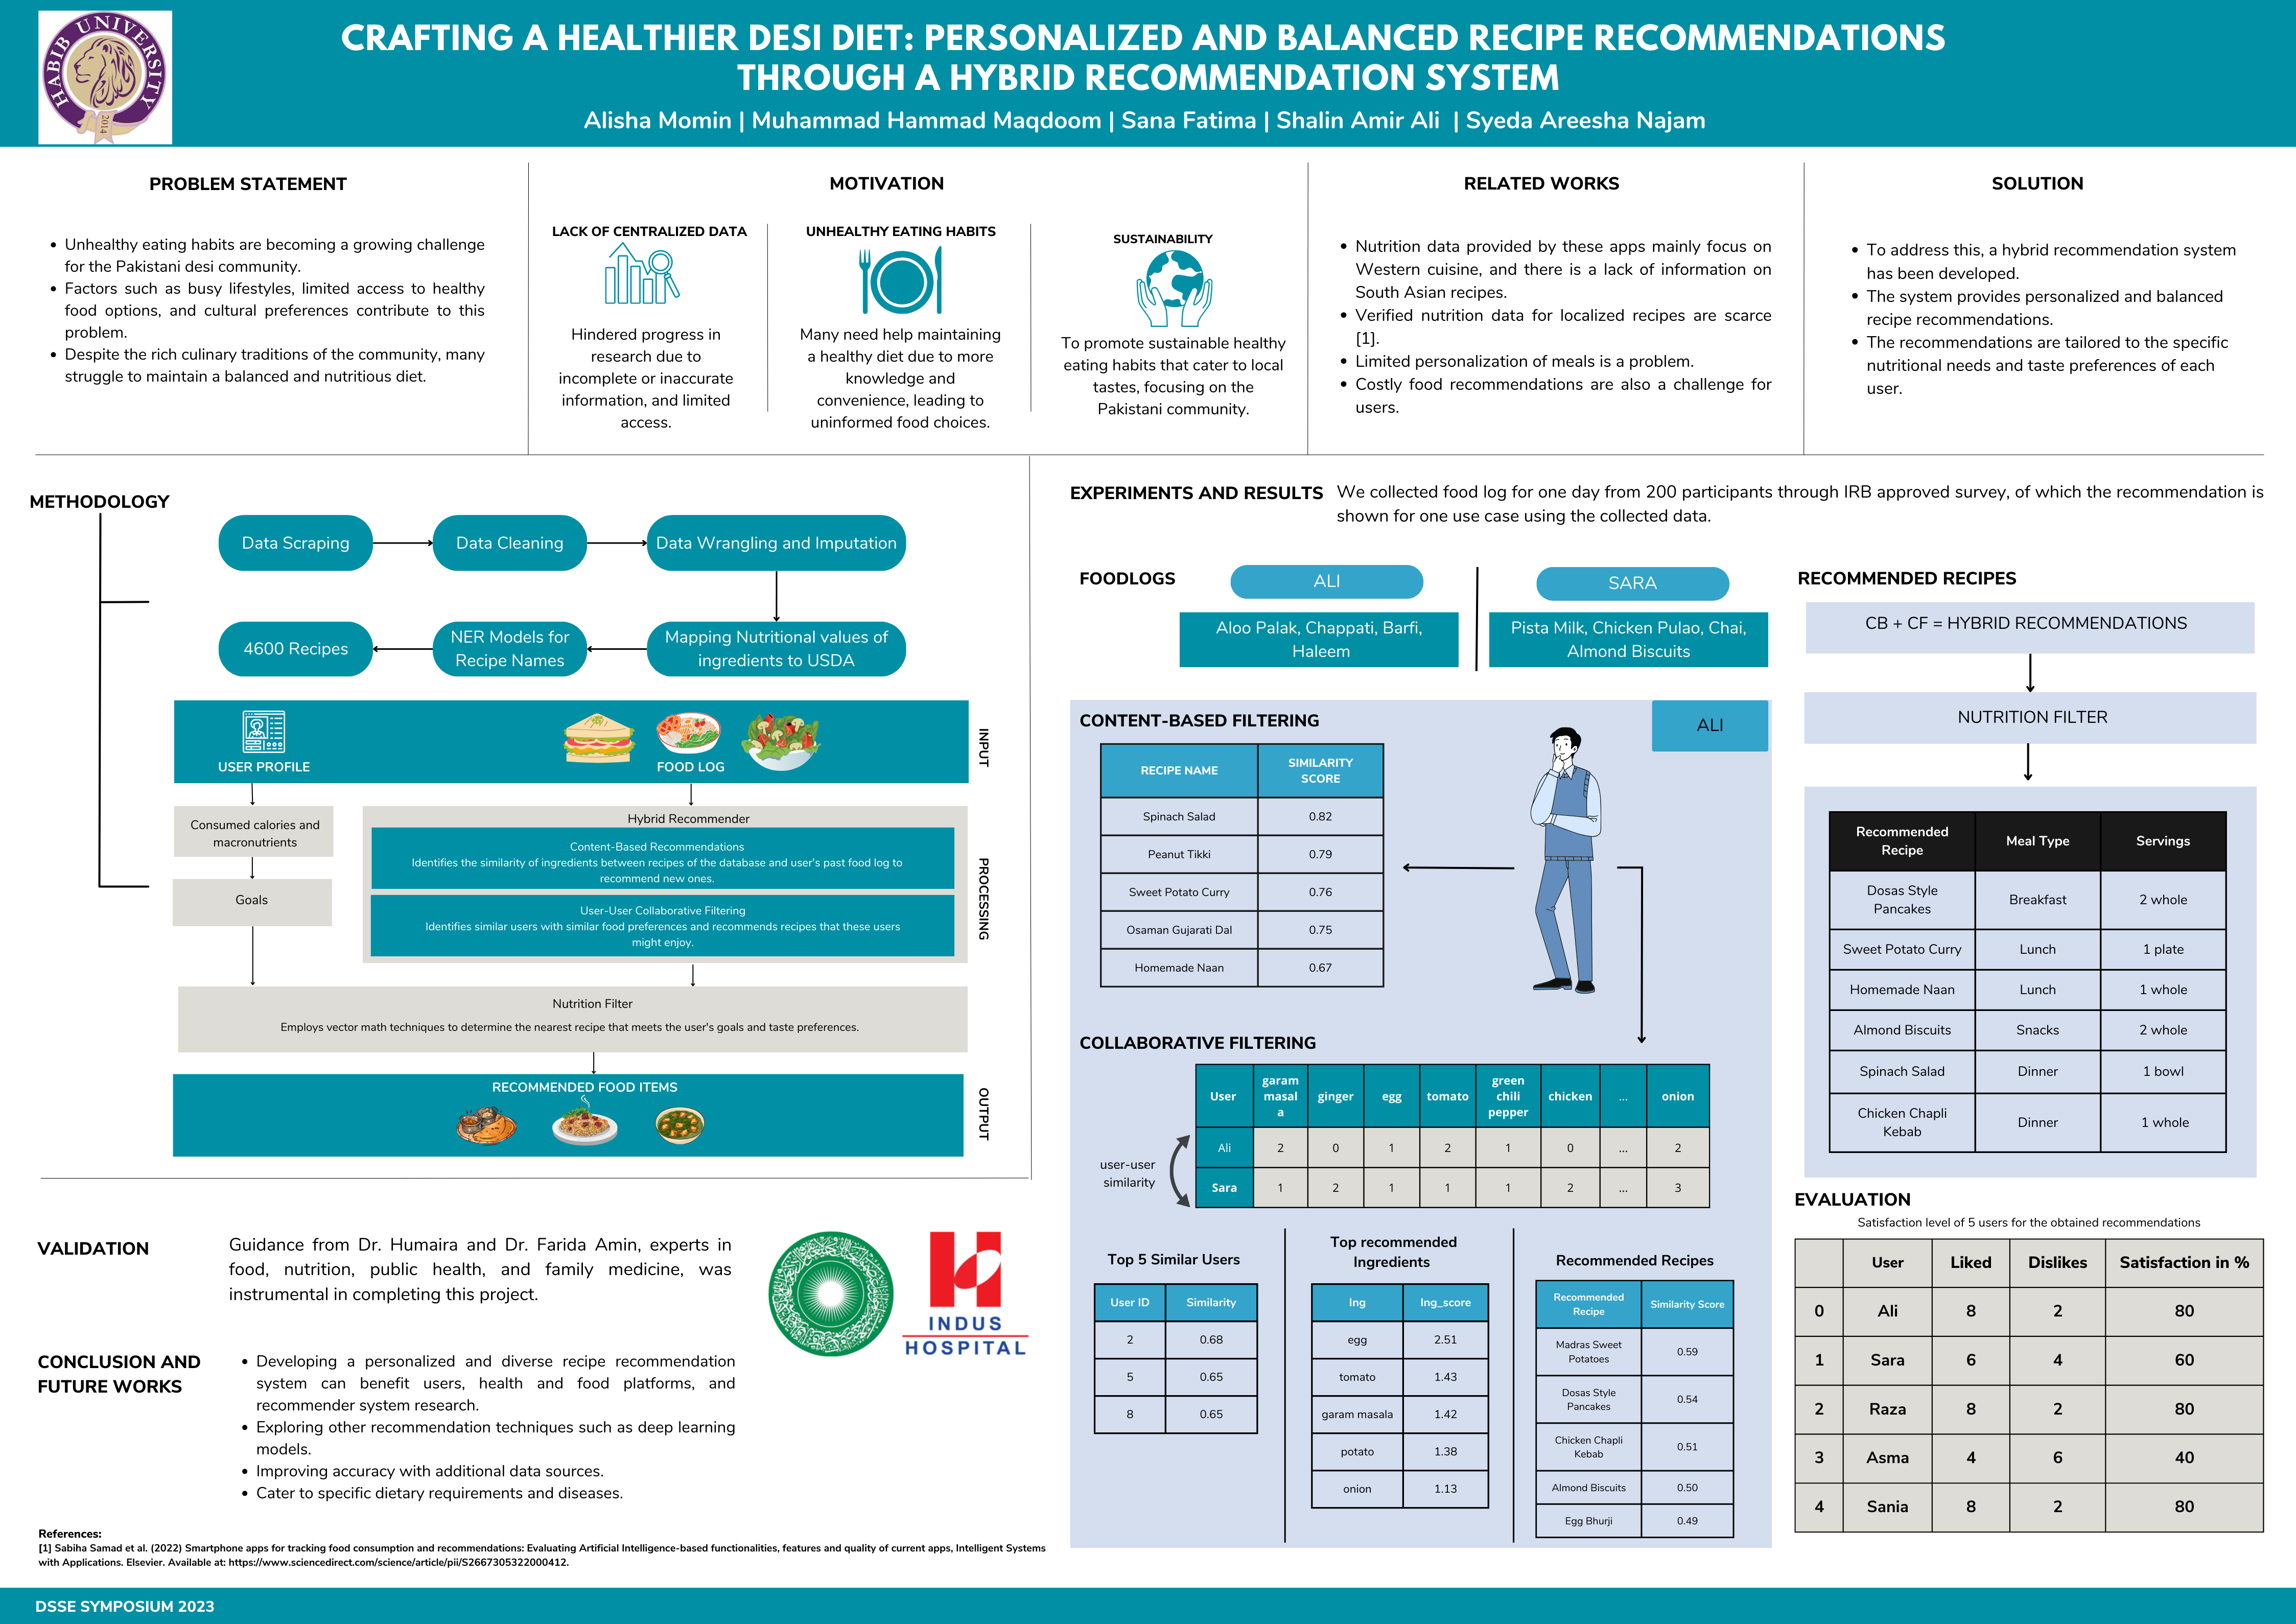 HABIB UNIVERSITY
2014
CRAFTING A HEALTHIER DESI DIET: PERSONALIZED AND BALANCED RECIPE RECOMMENDATIONS
THROUGH A HYBRID RECOMMENDATION SYSTEM
Alisha Momin | Muhammad Hammad Maqdoom | Sana Fatima | Shalin Amir Ali | Syeda Areesha Najam
PROBLEM STATEMENT
• Unhealthy eating habits are becoming a growing challenge
for the Pakistani desi community.
• Factors such as busy lifestyles, limited access to healthy
food options, and cultural preferences contribute to this
problem.
• Despite the rich culinary traditions of the community, many
struggle to maintain a balanced and nutritious diet.
MOTIVATION
LACK OF CENTRALIZED DATA
Hindered progress in
research due to
incomplete or inaccurate
information, and limited
access.
UNHEALTHY EATING HABITS
Many need help maintaining
a healthy diet due to more
knowledge and
convenience, leading to
uninformed food choices.
SUSTAINABILITY
To promote sustainable healthy
eating habits that cater to local
tastes, focusing on the
Pakistani community.
RELATED WORKS
• Nutrition data provided by these apps mainly focus on
Western cuisine, and there is a lack of information on
South Asian recipes.
• Verified nutrition data for localized recipes are scarce
[1].
• Limited personalization of meals is a problem.
• Costly food recommendations are also a challenge for
users.
SOLUTION
• To address this, a hybrid recommendation system
has been developed.
• The system provides personalized and balanced
recipe recommendations.
• The recommendations are tailored to the specific
nutritional needs and taste preferences of each
user.
METHODOLOGY
Data Scraping
Data Cleaning
Data Wrangling and Imputation
4600 Recipes
NER Models for
Recipe Names
Mapping Nutritional values of
ingredients to USDA
USER PROFILE
FOOD LOG
INPUT
Consumed calories and
macronutrients
Goals
Hybrid Recommender
Content-Based Recommendations
Identifies the similarity of ingredients between recipes of the database and user's past food log to
recommend new ones.
User-User Collaborative Filtering
Identifies similar users with similar food preferences and recommends recipes that these users
might enjoy.
PROCESSING
Nutrition Filter
Employs vector math techniques to determine the nearest recipe that meets the user's goals and taste preferences.
RECOMMENDED FOOD ITEMS
OUTPUT
VALIDATION
Guidance from Dr. Humaira and Dr. Farida Amin, experts in
food, nutrition, public health, and family medicine, was
instrumental in completing this project.
INDUS
HOSPITAL
CONCLUSION AND
FUTURE WORKS
• Developing a personalized and diverse recipe recommendation
system can benefit users, health and food platforms, and
recommender system research.
• Exploring other recommendation techniques such as deep learning
models.
• Improving accuracy with additional data sources.
• Cater to specific dietary requirements and diseases.
References:
[1] Sabiha Samad et al. (2022) Smartphone apps for tracking food consumption and recommendations: Evaluating Artificial Intelligence-based functionalities, features and quality of current apps, Intelligent Systems
with Applications. Elsevier. Available at: https://www.sciencedirect.com/science/article/pii/S2667305322000412.
EXPERIMENTS AND RESULTS
We collected food log for one day from 200 participants through IRB approved survey, of which the recommendation is
shown for one use case using the collected data.
FOODLOGS
ALI
Aloo Palak, Chappati, Barfi,
Haleem
SARA
Pista Milk, Chicken Pulao, Chai,
Almond Biscuits
CONTENT-BASED FILTERING
ALI
RECIPE NAME SIMILARITY SCORE
Spinach Salad 0.82
Peanut Tikki 0.79
Sweet Potato Curry 0.76
Osaman Gujarati Dal 0.75
Homemade Naan 0.67
COLLABORATIVE FILTERING
User garam masala ginger egg tomato green chili pepper chicken ... onion
Ali 2 0 1 2 1 0 ... 2
Sara 1 2 1 1 1 2 ... 3
user-user
similarity
Top 5 Similar Users
User ID Similarity
2 0.68
5 0.65
8 0.65
Top recommended
Ingredients
Ing Ing_score
egg 2.51
tomato 1.43
garam masala 1.42
potato 1.38
onion 1.13
Recommended Recipes
Recommended Recipe Similarity Score
Madras Sweet Potatoes 0.59
Dosas Style Pancakes 0.54
Chicken Chapli Kebab 0.51
Almond Biscuits 0.50
Egg Bhurji 0.49
RECOMMENDED RECIPES
CB + CF = HYBRID RECOMMENDATIONS
NUTRITION FILTER
Recommended Recipe Meal Type Servings
Dosas Style Pancakes Breakfast 2 whole
Sweet Potato Curry Lunch 1 plate
Homemade Naan Lunch 1 whole
Almond Biscuits Snacks 2 whole
Spinach Salad Dinner 1 bowl
Chicken Chapli Kebab Dinner 1 whole
EVALUATION
Satisfaction level of 5 users for the obtained recommendations
User Liked Dislikes Satisfaction in %
0 Ali 8 2 80
1 Sara 6 4 60
2 Raza 8 2 80
3 Asma 4 6 40
4 Sania 8 2 80
DSSE SYMPOSIUM 2023